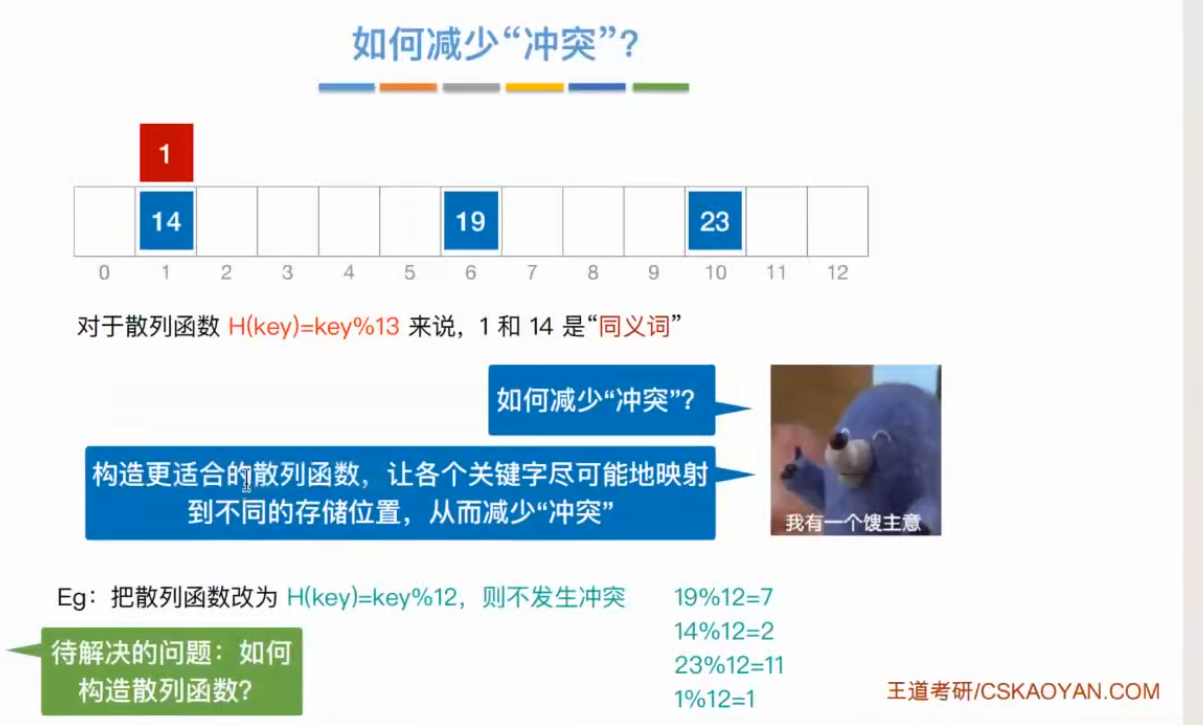 如何减少“冲突”？
1
14 19 23
0 1 2 3 4 5 6 7 8 9 10 11 12
对于散列函数 H(key)=key%13 来说，1 和 14 是“同义词”
如何减少“冲突”？
构造更适合的散列函数，让各个关键字尽可能地映射
到不同的存储位置，从而减少“冲突”
我有一个馊主意
Eg：把散列函数改为 H(key)=key%12，则不发生冲突
19%12=7
14%12=2
23%12=11
1%12=1
待解决的问题：如何
构造散列函数？
王道考研/CSKAOYAN.COM